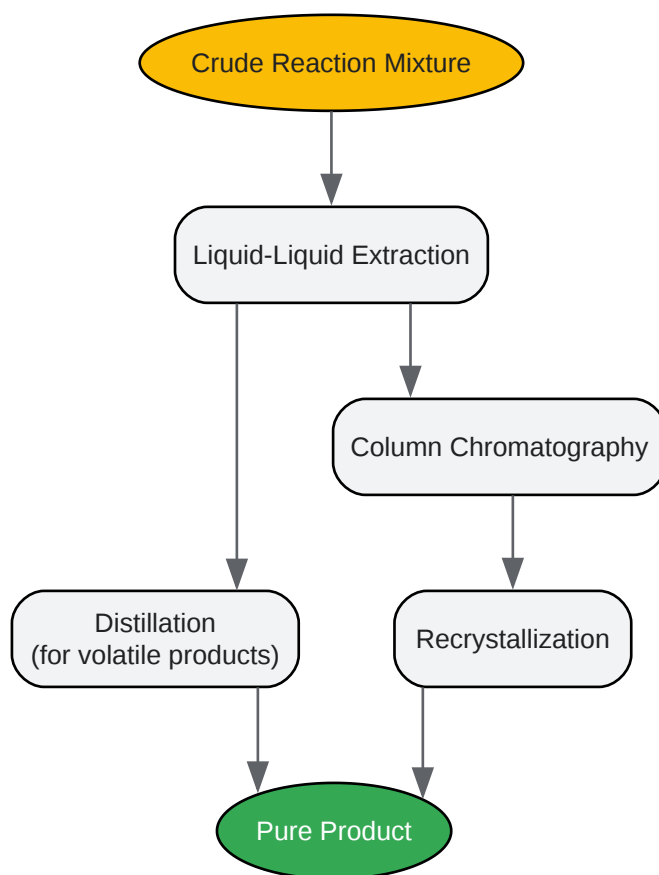 Crude Reaction Mixture
Liquid-Liquid Extraction
Column Chromatography
Distillation
(for volatile products)
Recrystallization
Pure Product